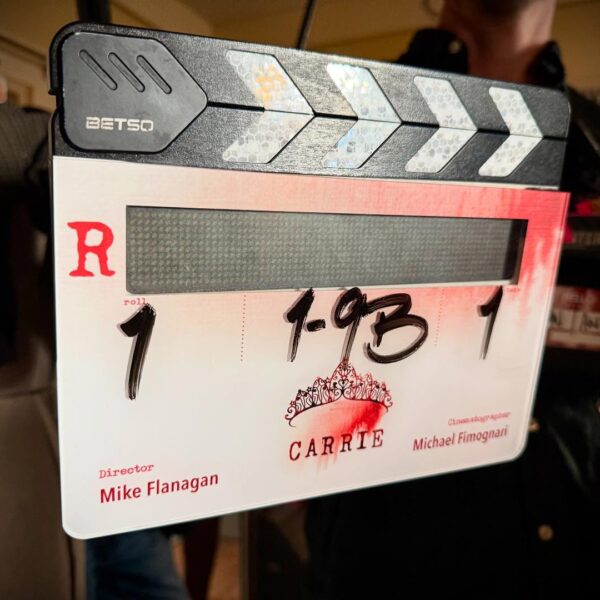 BETSO
R
roll
1 1-9B 1
CARRIE
Director
Mike Flanagan
Cinematographer
Michael Fimognari